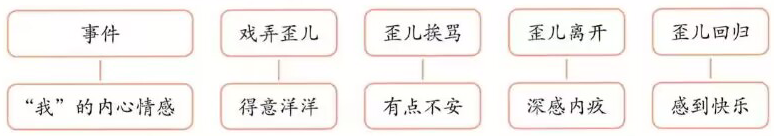 事件 戏弄歪儿 歪儿挨骂 歪儿离开 歪儿回归
“我”的内心情感 得意洋洋 有点不安 深感内疚 感到快乐